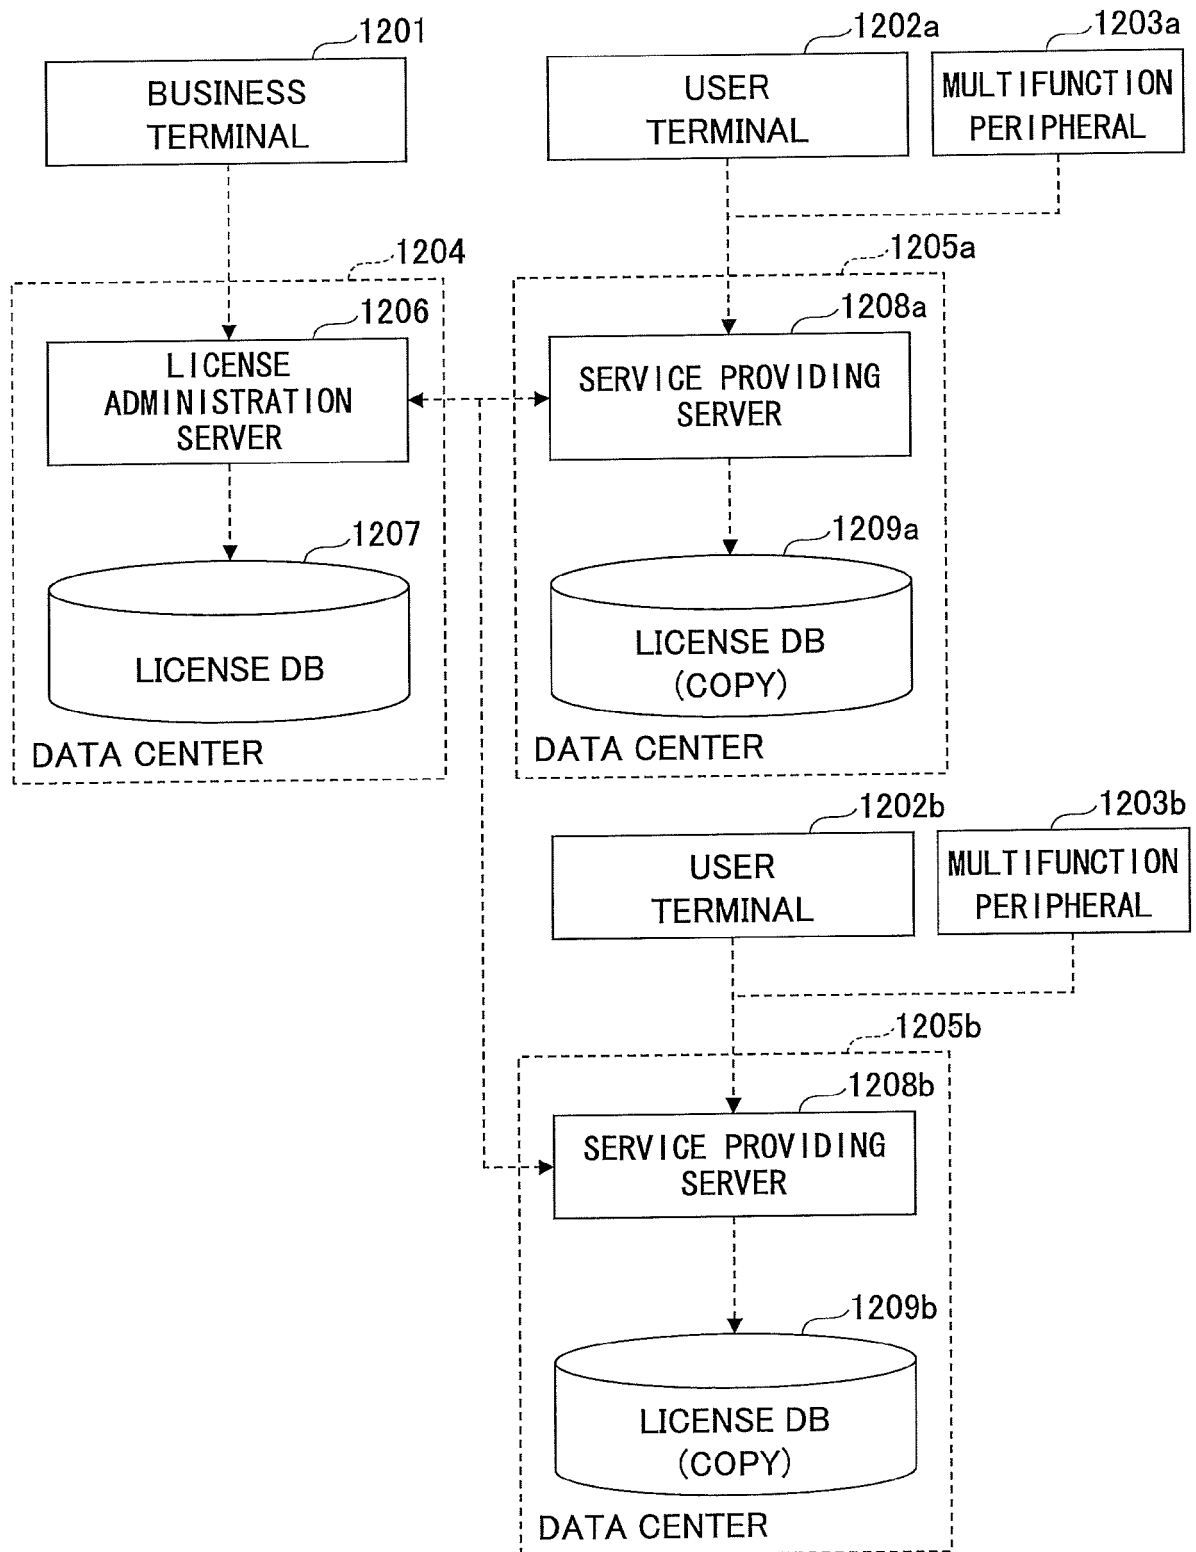 1201
BUSINESS
TERMINAL
1202a
USER
TERMINAL
1203a
MULTIFUNCTION
PERIPHERAL
1204
1206
LICENSE
ADMINISTRATION
SERVER
1207
LICENSE DB
DATA CENTER
1205a
1208a
SERVICE PROVIDING
SERVER
1209a
LICENSE DB
(COPY)
DATA CENTER
1202b
USER
TERMINAL
1203b
MULTIFUNCTION
PERIPHERAL
1205b
1208b
SERVICE PROVIDING
SERVER
1209b
LICENSE DB
(COPY)
DATA CENTER